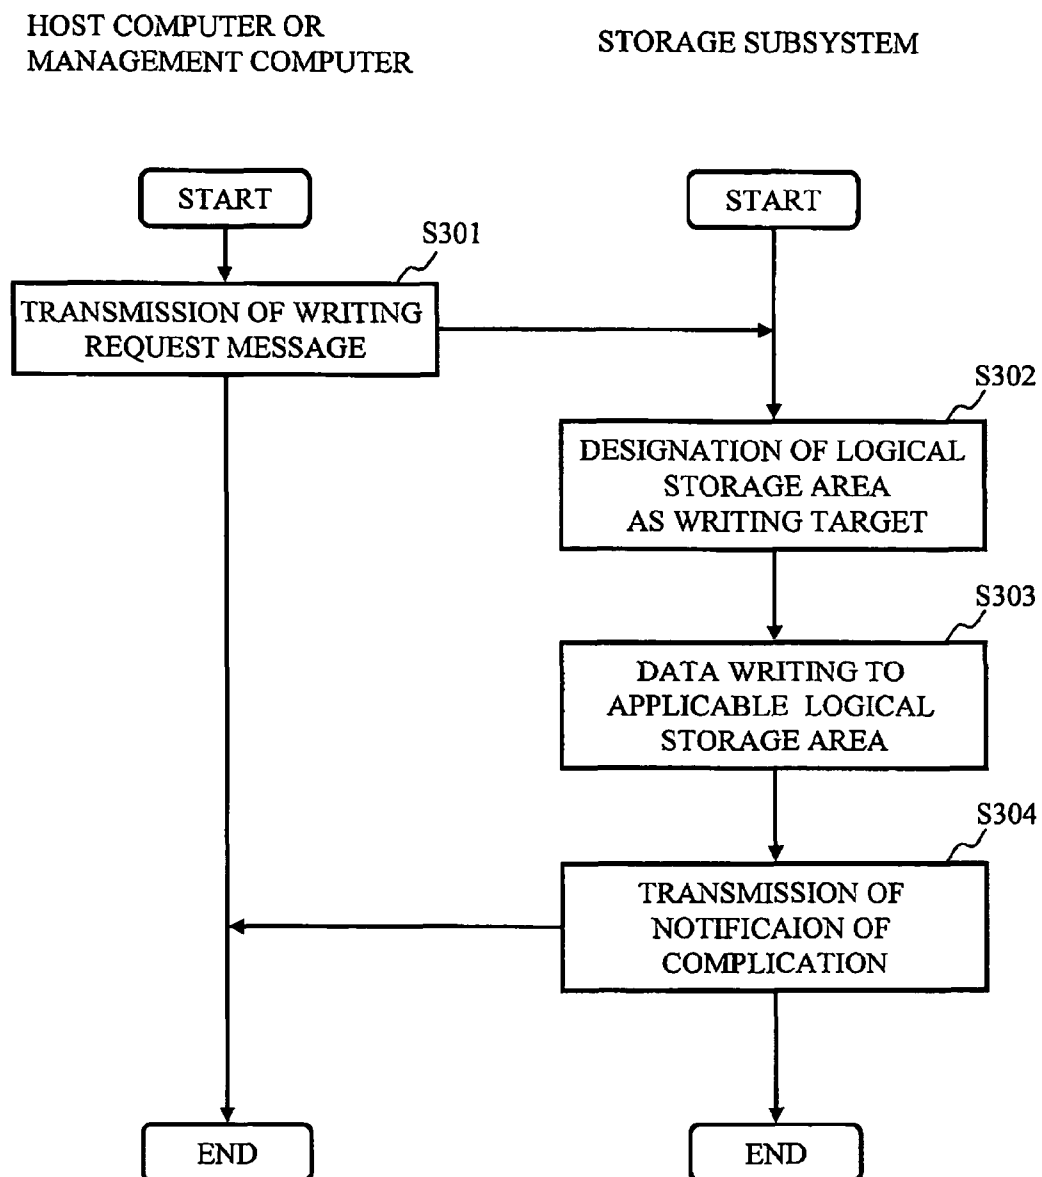 HOST COMPUTER OR
MANAGEMENT COMPUTER
STORAGE SUBSYSTEM
START
START
S301
TRANSMISSION OF WRITING
REQUEST MESSAGE
S302
DESIGNATION OF LOGICAL
STORAGE AREA
AS WRITING TARGET
S303
DATA WRITING TO
APPLICABLE LOGICAL
STORAGE AREA
S304
TRANSMISSION OF
NOTIFICAION OF
COMPLICATION
END
END